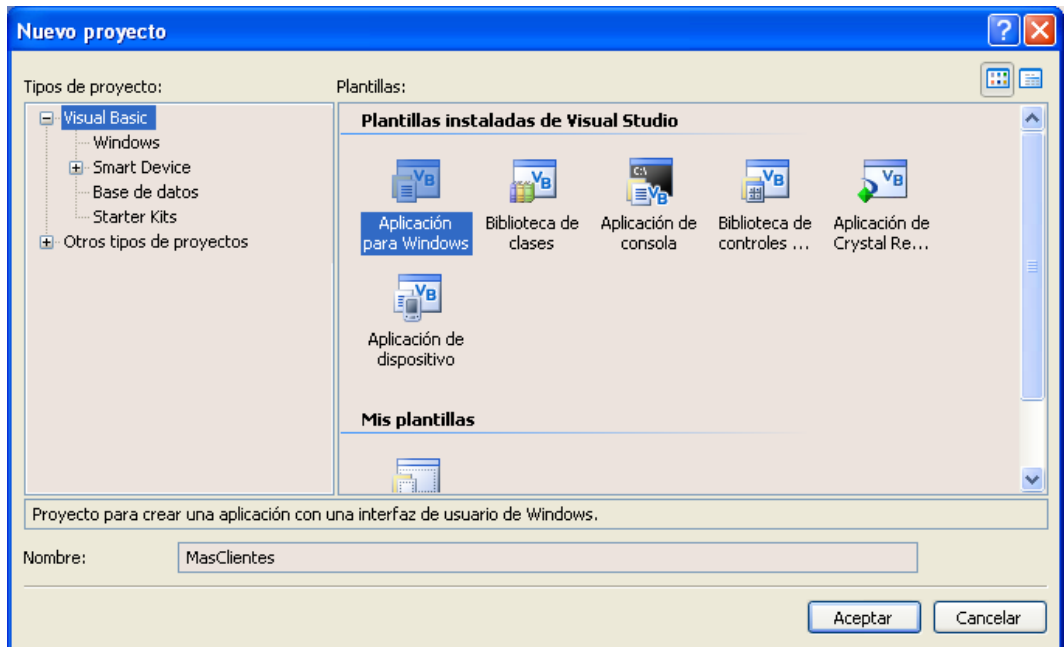 Nuevo proyecto
Tipos de proyecto:
Plantillas:
Visual Basic
Windows
Smart Device
Base de datos
Starter Kits
Otros tipos de proyectos
Plantillas instaladas de Visual Studio
Aplicación
para Windows
Biblioteca de
clases
Aplicación de
consola
Biblioteca de
controles ...
Aplicación de
Crystal Re...
Aplicación de
dispositivo
Mis plantillas
Proyecto para crear una aplicación con una interfaz de usuario de Windows.
Nombre:
MasClientes
Aceptar
Cancelar